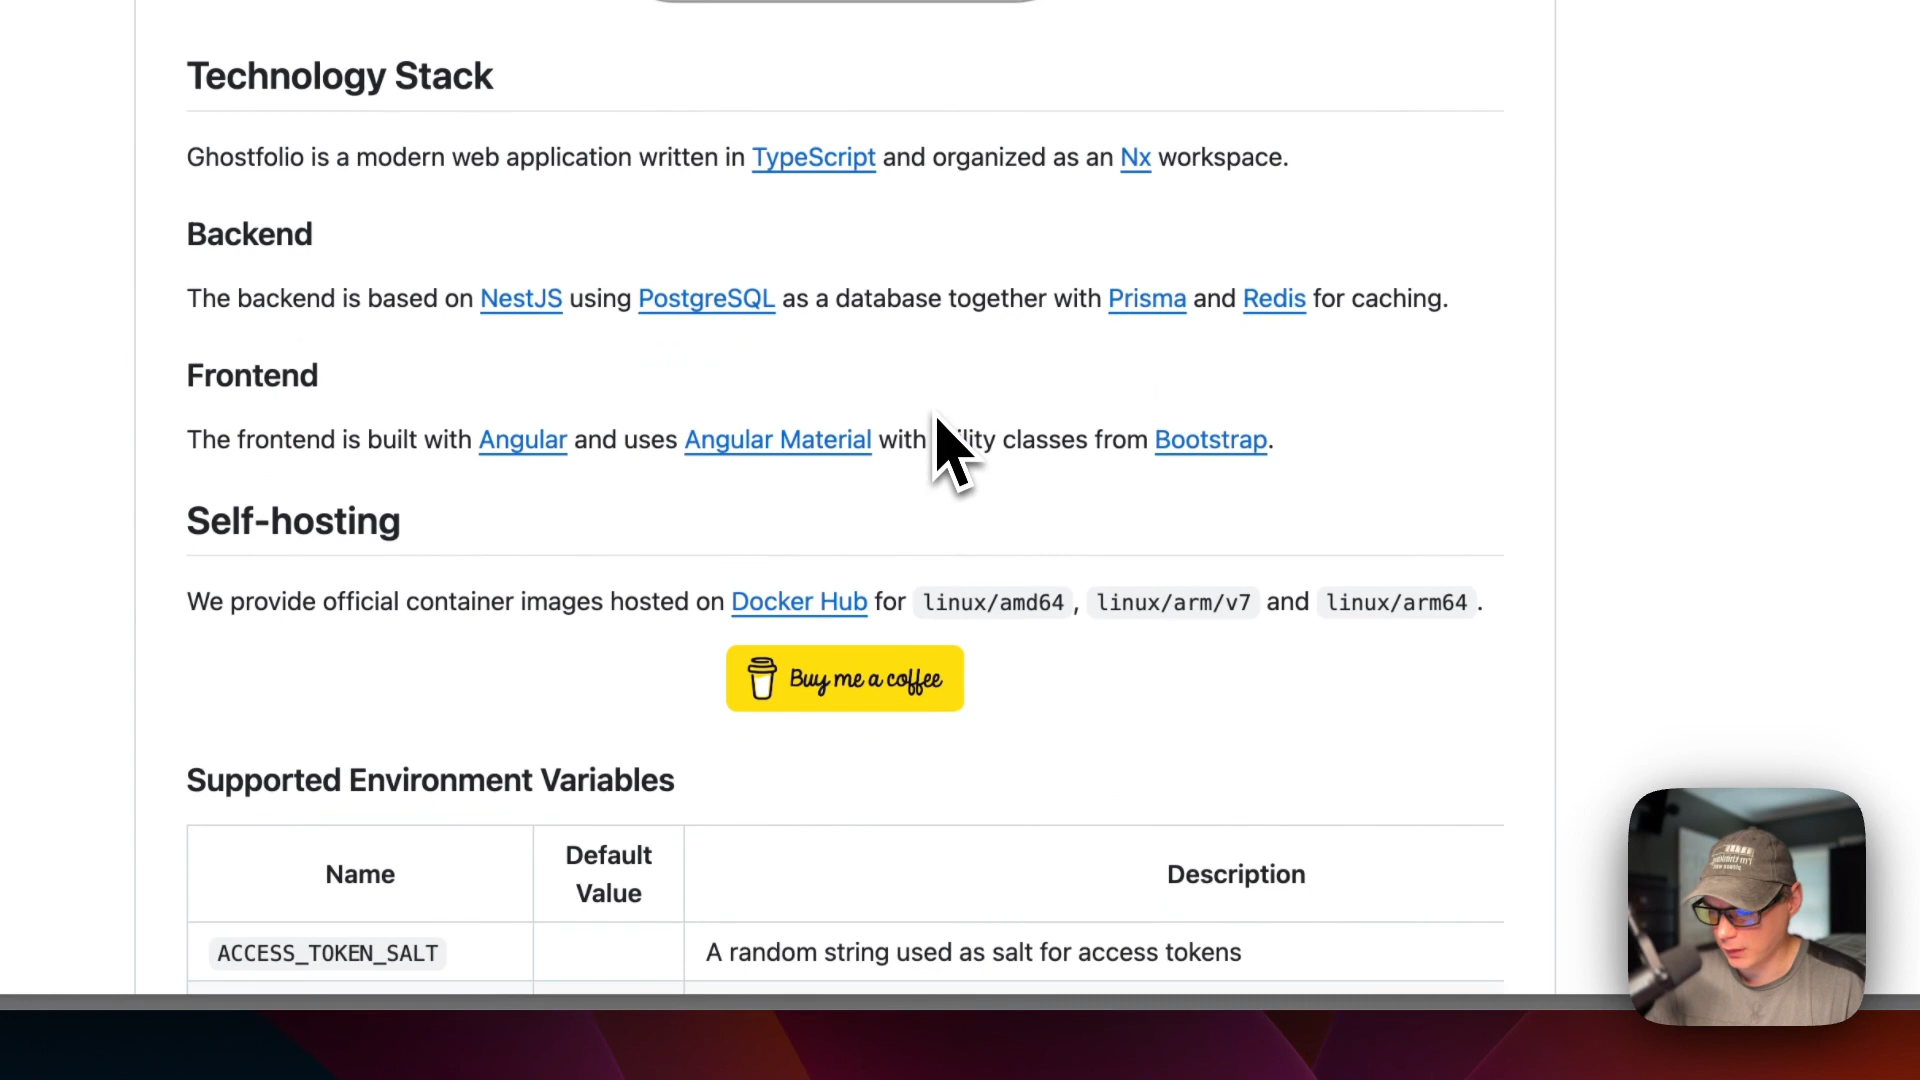 Technology Stack
Ghostfolio is a modern web application written in TypeScript and organized as an Nx workspace.
Backend
The backend is based on NestJS using PostgreSQL as a database together with Prisma and Redis for caching.
Frontend
The frontend is built with Angular and uses Angular Material with classes from Bootstrap.
Self-hosting
We provide official container images hosted on Docker Hub for linux/amd64, linux/arm/v7 and linux/arm64.
Buy me a coffee
Supported Environment Variables
Name
Default
Value
Description
ACCESS_TOKEN_SALT
A random string used as salt for access tokens